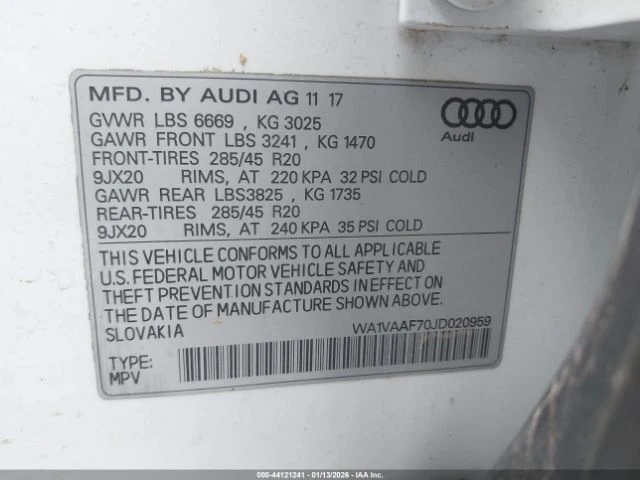 MFD. BY AUDI AG 11 17
GVWR LBS 6669 , KG 3025
GAWR FRONT LBS 3241 , KG 1470
FRONT-TIRES 285/45 R20
9JX20 RIMS, AT 220 KPA 32 PSI COLD
GAWR REAR LBS3825 , KG 1735
REAR-TIRES 285/45 R20
9JX20 RIMS, AT 240 KPA 35 PSI COLD
Audi
THIS VEHICLE CONFORMS TO ALL APPLICABLE
U.S. FEDERAL MOTOR VEHICLE SAFETY AND
THEFT PREVENTION STANDARDS IN EFFECT ON
THE DATE OF MANUFACTURE SHOWN ABOVE.
SLOVAKIA WA1VAAF70JD020959
TYPE:
MPV
000-44121241 - 01/13/2026 - IAA1